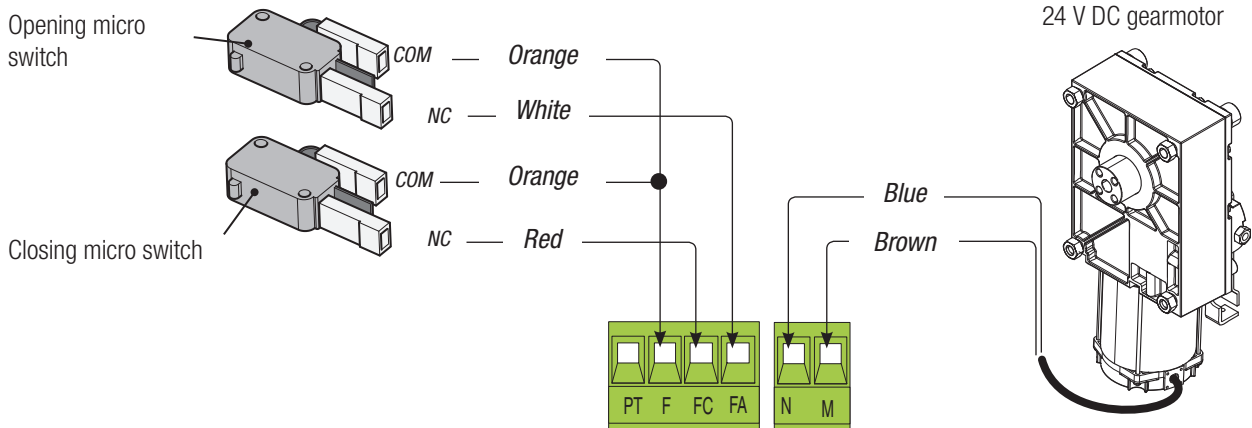 Opening micro
switch
COM Orange
NC White
COM Orange
NC Red
Closing micro switch
24 V DC gearmotor
Blue
Brown
PT F FC FA N M